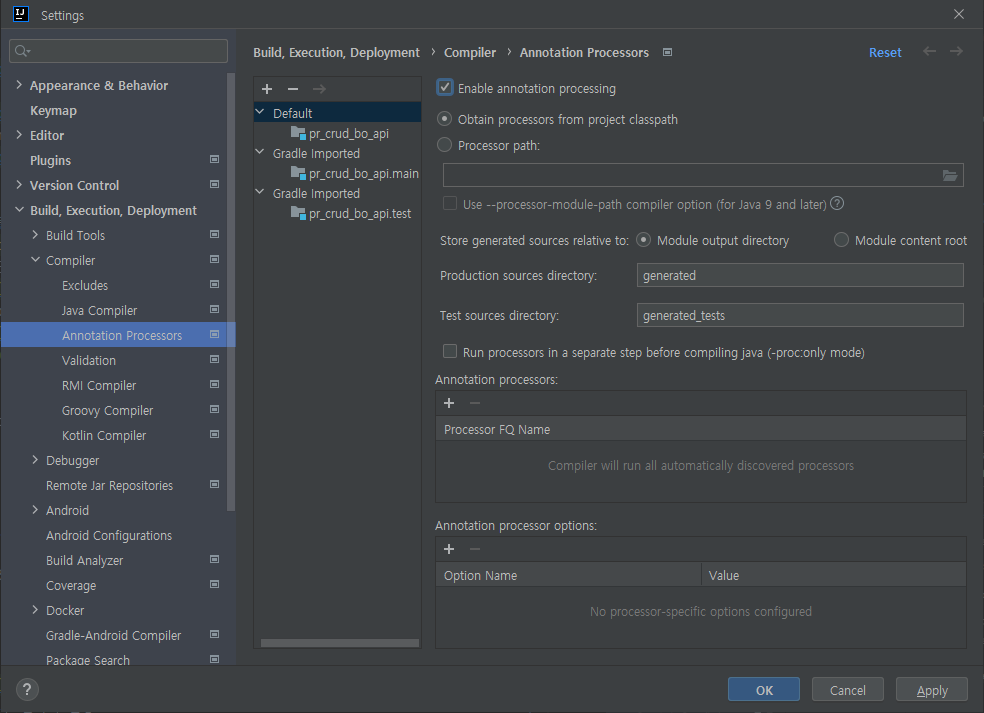 Settings
Build, Execution, Deployment › Compiler › Annotation Processors
Reset
Appearance & Behavior
Keymap
Editor
Plugins
Version Control
Build, Execution, Deployment
Build Tools
Compiler
Excludes
Java Compiler
Annotation Processors
Validation
RMI Compiler
Groovy Compiler
Kotlin Compiler
Debugger
Remote Jar Repositories
Android
Android Configurations
Build Analyzer
Coverage
Docker
Gradle-Android Compiler
Package Search
Default
pr_crud_bo_api
Gradle Imported
pr_crud_bo_api.main
Gradle Imported
pr_crud_bo_api.test
Enable annotation processing
Obtain processors from project classpath
Processor path:
Use --processor-module-path compiler option (for Java 9 and later) ?
Store generated sources relative to: Module output directory Module content root
Production sources directory: generated
Test sources directory: generated_tests
Run processors in a separate step before compiling java (-proc:only mode)
Annotation processors:
Processor FQ Name
Compiler will run all automatically discovered processors
Annotation processor options:
Option Name Value
No processor-specific options configured
? OK Cancel Apply